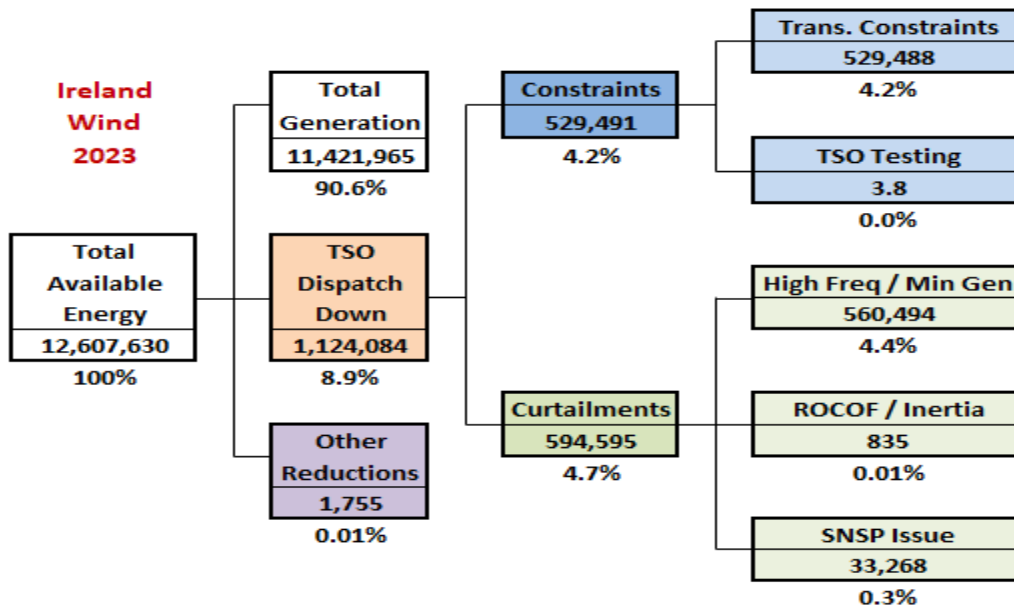 Ireland
Wind
2023
Total
Available
Energy
12,607,630
100%
Total
Generation
11,421,965
90.6%
TSO
Dispatch
Down
1,124,084
8.9%
Other
Reductions
1,755
0.01%
Constraints
529,491
4.2%
Curtailments
594,595
4.7%
Trans. Constraints
529,488
4.2%
TSO Testing
3.8
0.0%
High Freq / Min Gen
560,494
4.4%
ROCOF / Inertia
835
0.01%
SNSP Issue
33,268
0.3%